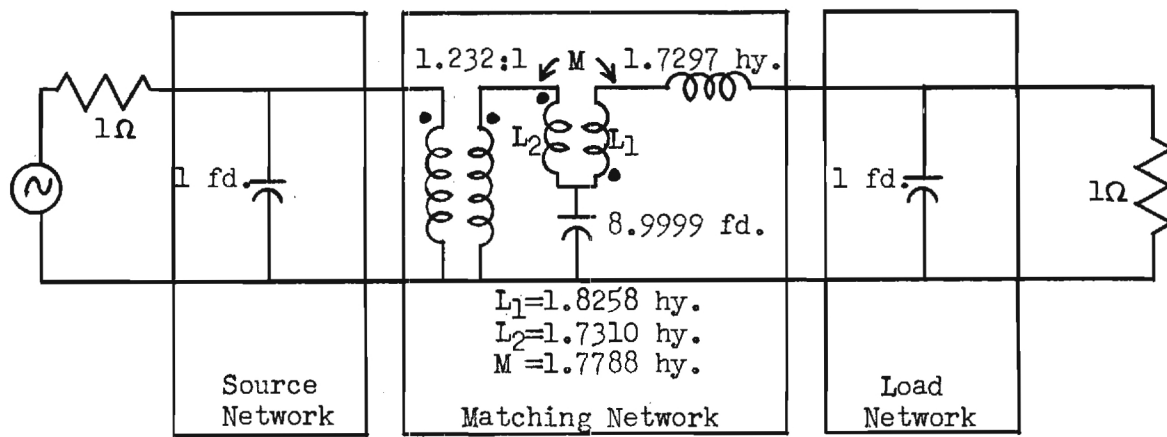 1.232:1
M
1.7297 hy.
1Ω
L2
L1
1 fd.
1 fd.
1Ω
8.9999 fd.
L1=1.8258 hy.
L2=1.7310 hy.
M =1.7788 hy.
Source
Network
Matching Network
Load
Network